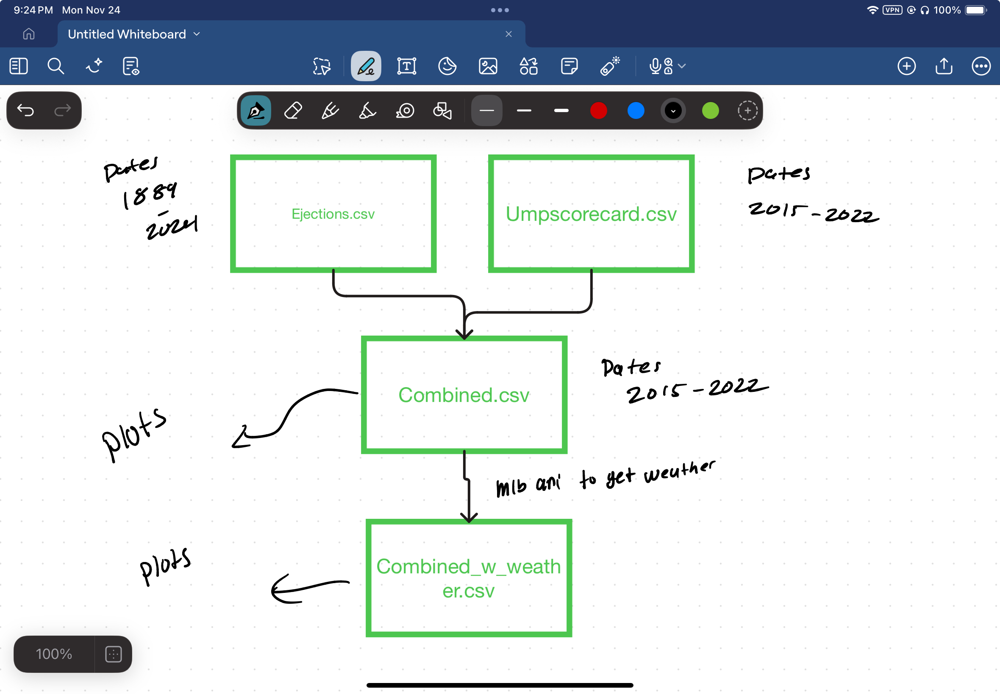 9:24 PM Mon Nov 24
VPN 100%
Untitled Whiteboard
Dates
1889
-
2024
Ejections.csv
Umpscorecard.csv
Dates
2015-2022
Combined.csv
Dates
2015-2022
plots
mlb api to get weather
Combined_w_weath
er.csv
plots
100%